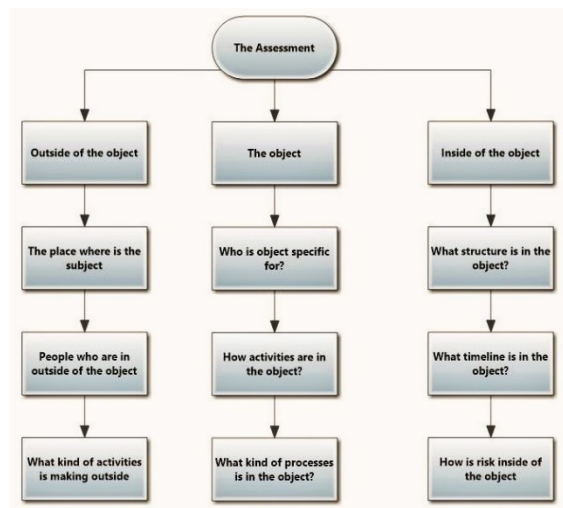 The Assessment
Outside of the object
The object
Inside of the object
The place where is the
subject
Who is object specific
for?
What structure is in the
object?
People who are in
outside of the object
How activities are in
the object?
What timeline is in the
object?
What kind of activities
is making outside
What kind of processes
is in the object?
How is risk inside of
the object